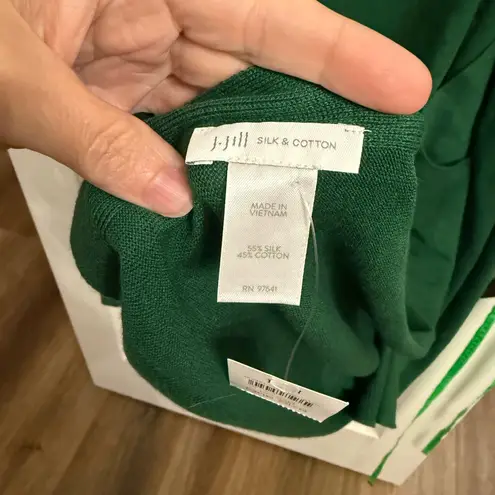 J.Jill SILK & COTTON
MADE IN
VIETNAM
55% SILK
45% COTTON
RN 97641